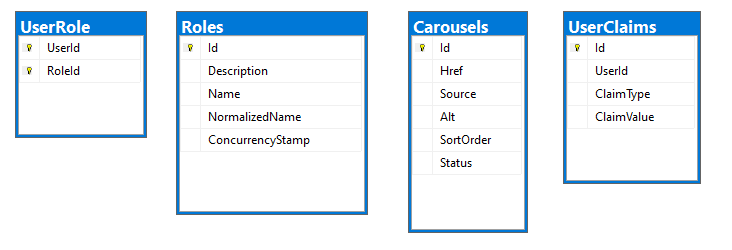 UserRole
UserId
RoleId
Roles
Id
Description
Name
NormalizedName
ConcurrencyStamp
Carousels
Id
Href
Source
Alt
SortOrder
Status
UserClaims
Id
UserId
ClaimType
ClaimValue